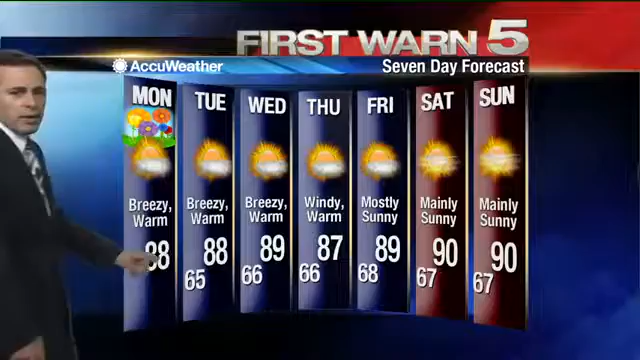 FIRST WARN 5
AccuWeather
Seven Day Forecast
MON TUE WED THU FRI SAT SUN
Breezy, Warm
Breezy, Warm
Breezy, Warm
Windy, Warm
Mostly Sunny
Mainly Sunny
Mainly Sunny
88 88 89 87 89 90 90
65 66 66 68 67 67